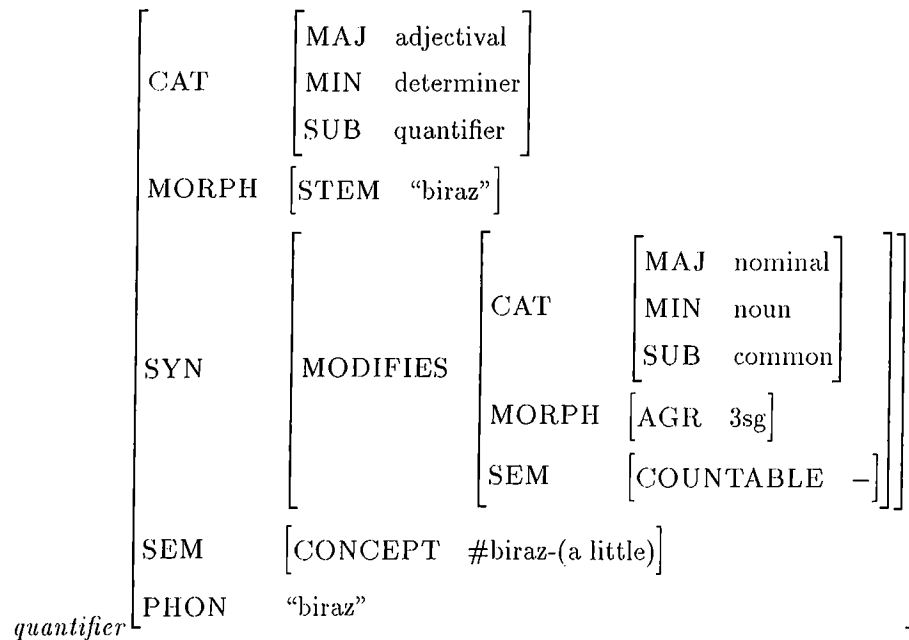 MAJ adjectival
CAT MIN determiner
SUB quantifier
MORPH [STEM “biraz”]
MAJ nominal
CAT MIN noun
SUB common
SYN MODIFIES
MORPH [AGR 3sg]
SEM [COUNTABLE −]
SEM [CONCEPT #biraz-(a little)]
PHON “biraz”
quantifier